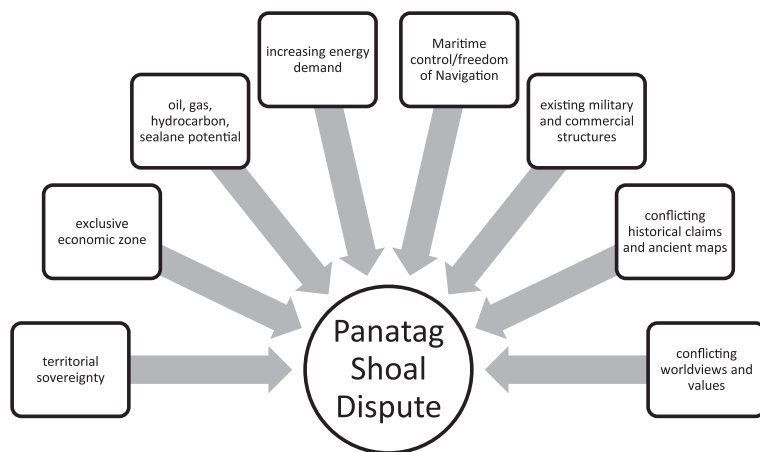 increasing energy
demand
Maritime
control/freedom
of Navigation
oil, gas,
hydrocarbon,
sealane potential
existing military
and commercial
structures
exclusive
economic zone
conflicting
historical claims
and ancient maps
territorial
sovereignty
Panatag
Shoal
Dispute
conflicting
worldviews and
values